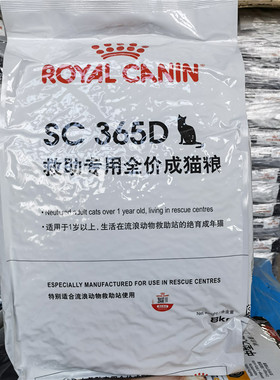 ROYAL CANIN
SC 365D
救助专用全价成猫粮
• Neutered adult cats over 1 year old, living in rescue centres
• 适用于1岁以上、生活在流浪动物救助站的绝育成年猫
ESPECIALLY MANUFACTURED FOR USE IN RESCUE CENTRES
特别适合流浪动物救助站使用
8kg